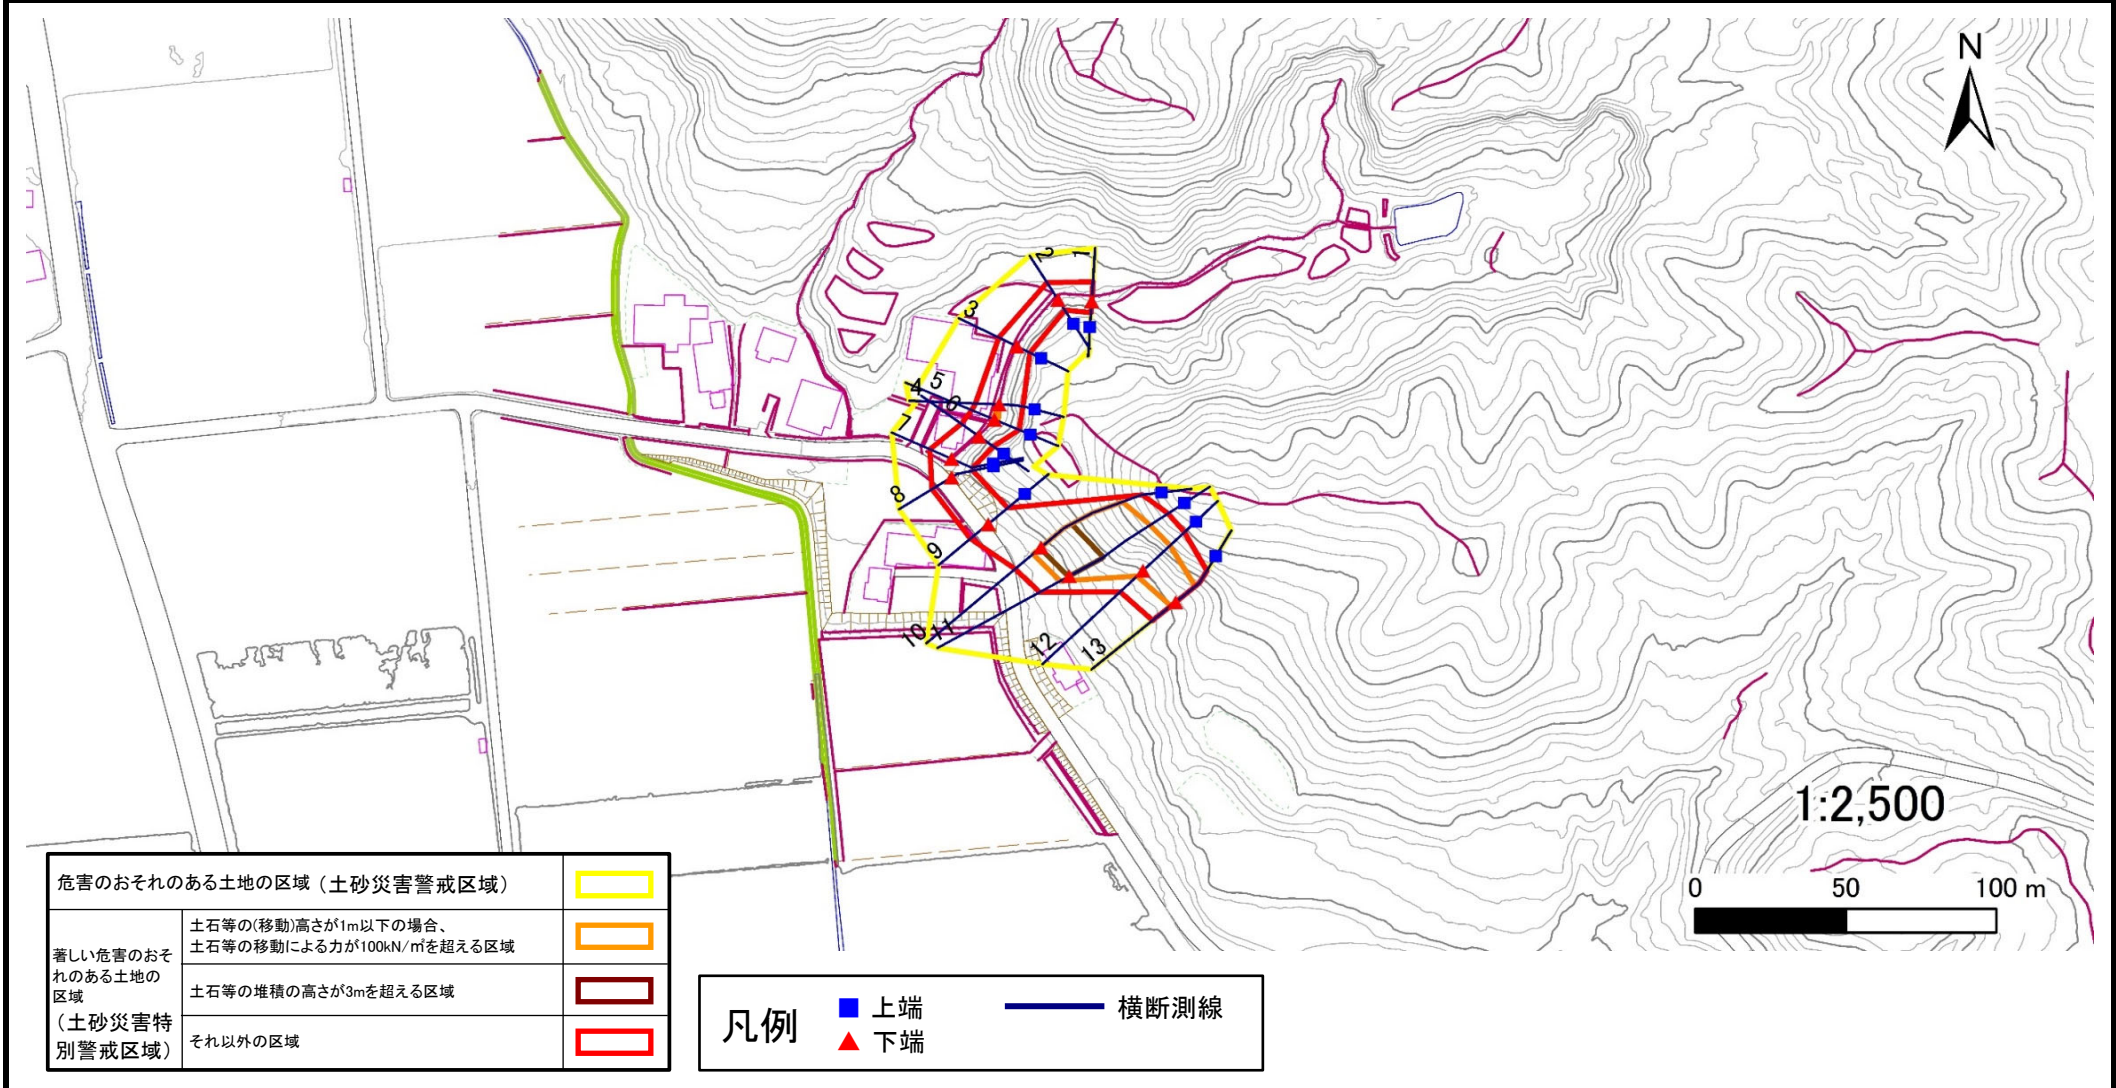 N
1
2
3
4
5
6
7
8
9
10
11
12
13
1:2,500
0 50 100 m
危害のおそれのある土地の区域（土砂災害警戒区域）
著しい危害のおそ
れのある土地の
区域
（土砂災害特
別警戒区域）
土石等の(移動)高さが1m以下の場合、
土石等の移動による力が100kN/㎡を超える区域
土石等の堆積の高さが3mを超える区域
それ以外の区域
凡例
上端
下端
横断測線